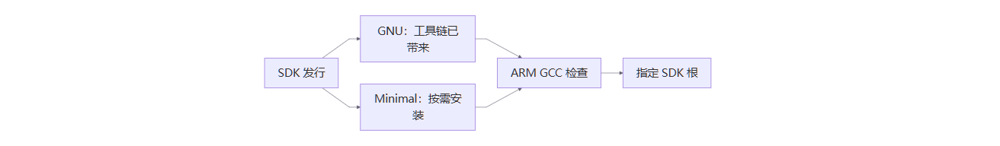 SDK 发行
GNU：工具链已
带来
Minimal：按需安
装
ARM GCC 检查
指定 SDK 根